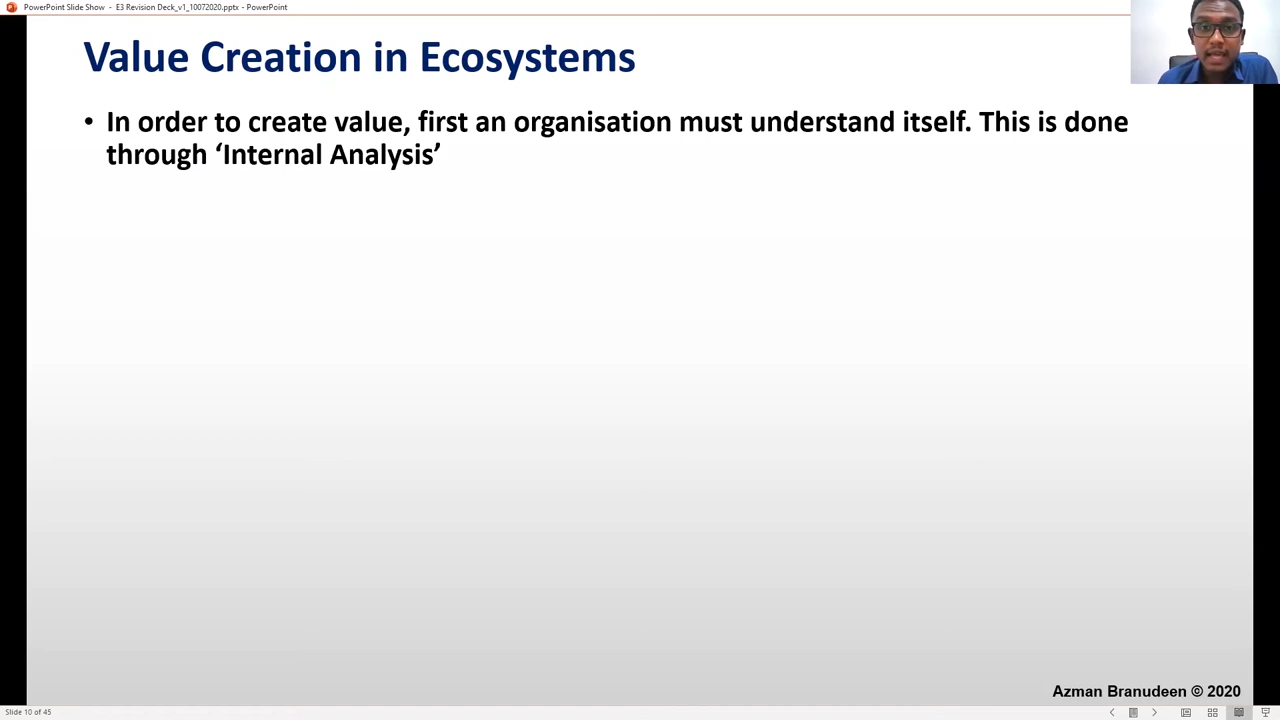 PowerPoint Slide Show - E3 Revision Deck_v1_10072020.pptx - PowerPoint
Value Creation in Ecosystems
• In order to create value, first an organisation must understand itself. This is done
through ‘Internal Analysis’
Azman Branudeen © 2020
Slide 10 of 45